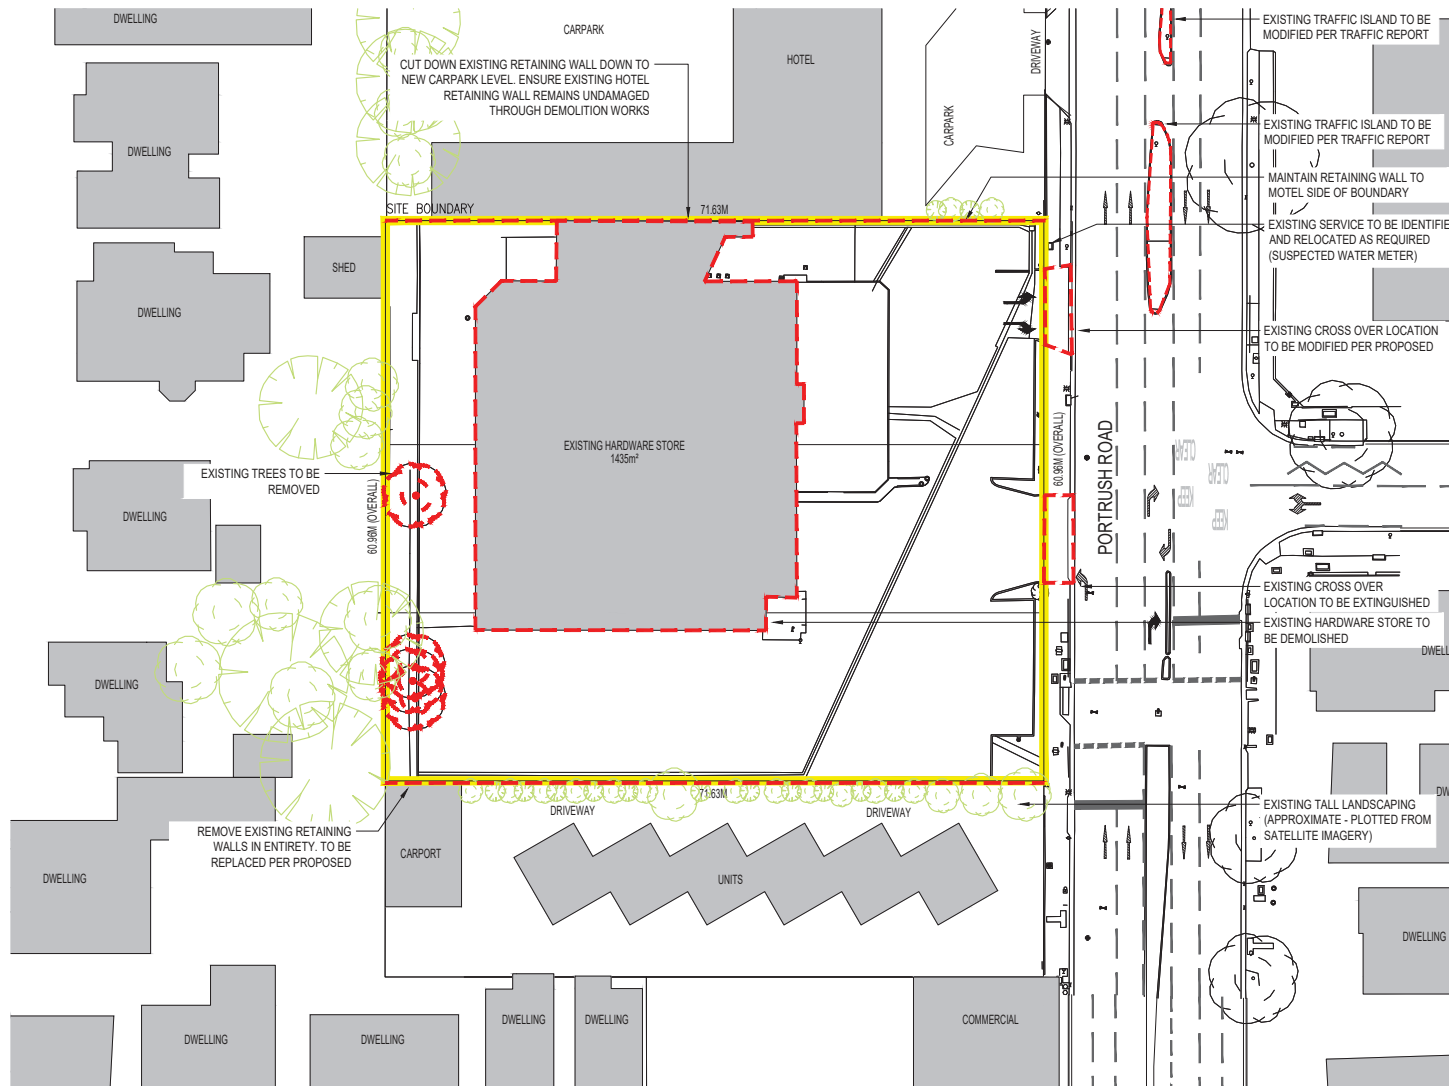 DWELLING
CARPARK
HOTEL
DRIVEWAY
EXISTING TRAFFIC ISLAND TO BE
MODIFIED PER TRAFFIC REPORT
CUT DOWN EXISTING RETAINING WALL DOWN TO
NEW CARPARK LEVEL. ENSURE EXISTING HOTEL
RETAINING WALL REMAINS UNDAMAGED
THROUGH DEMOLITION WORKS
CARPARK
EXISTING TRAFFIC ISLAND TO BE
MODIFIED PER TRAFFIC REPORT
DWELLING
MAINTAIN RETAINING WALL TO
MOTEL SIDE OF BOUNDARY
SITE BOUNDARY
71.63M
EXISTING SERVICE TO BE IDENTIFIE
AND RELOCATED AS REQUIRED
(SUSPECTED WATER METER)
SHED
DWELLING
EXISTING CROSS OVER LOCATION
TO BE MODIFIED PER PROPOSED
EXISTING HARDWARE STORE
1435m²
60.96M (OVERALL)
PORTRUSH ROAD
CLEAR
CLEAR
KEEP
KEEP
EXISTING TREES TO BE
REMOVED
60.96M (OVERALL)
DWELLING
EXISTING CROSS OVER
LOCATION TO BE EXTINGUISHED
EXISTING HARDWARE STORE TO
BE DEMOLISHED
DWELL
DWELLING
71.63M
DW
DRIVEWAY
DRIVEWAY
EXISTING TALL LANDSCAPING
(APPROXIMATE - PLOTTED FROM
SATELLITE IMAGERY)
REMOVE EXISTING RETAINING
WALLS IN ENTIRETY. TO BE
REPLACED PER PROPOSED
CARPORT
UNITS
DWELLING
DWELLING
DWELLING
DWELLING
DWELLING
DWELLING
COMMERCIAL